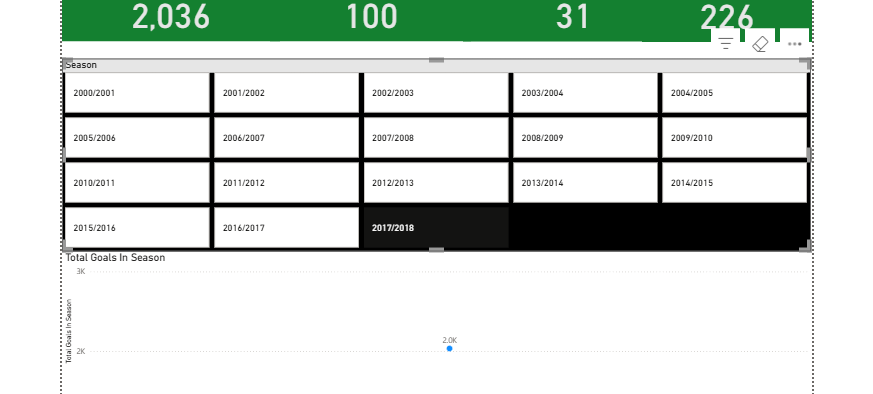 2,036 100 31 226
Season
2000/2001 2001/2002 2002/2003 2003/2004 2004/2005
2005/2006 2006/2007 2007/2008 2008/2009 2009/2010
2010/2011 2011/2012 2012/2013 2013/2014 2014/2015
2015/2016 2016/2017 2017/2018
Total Goals In Season
3K
2.0K
2K
Total Goals In Season